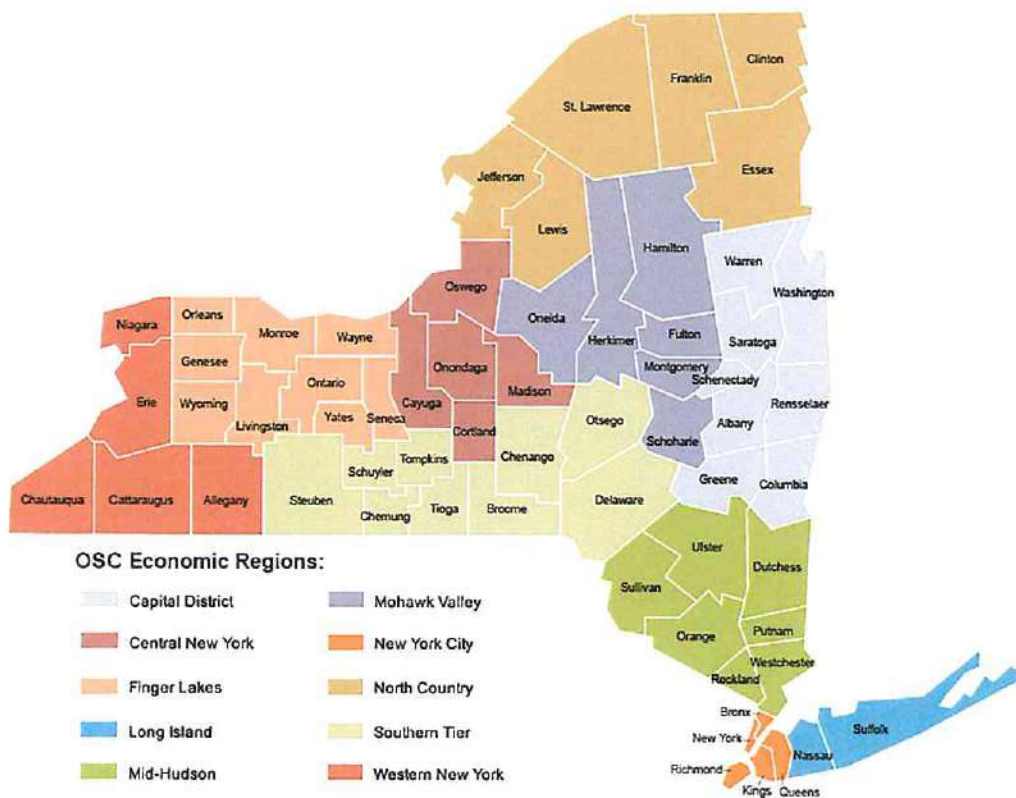 Clinton
Franklin
St. Lawrence
Essex
Jefferson
Lewis
Hamilton
Warren
Washington
Oswego
Oneida
Herkimer
Fulton
Saratoga
Niagara
Orleans
Monroe
Wayne
Genesee
Onondaga
Montgomery
Schenectady
Erie
Wyoming
Ontario
Livingston
Yates
Seneca
Cayuga
Madison
Cortland
Otsego
Schoharie
Albany
Rensselaer
Chenango
Schuyler
Tompkins
Greene
Columbia
Chautauqua
Cattaraugus
Allegany
Steuben
Chemung
Tioga
Broome
Delaware
Ulster
Dutchess
Sullivan
Orange
Putnam
Westchester
Rockland
Bronx
New York
Richmond
Kings
Queens
Nassau
Suffolk
OSC Economic Regions:
Capital District
Central New York
Finger Lakes
Long Island
Mid-Hudson
Mohawk Valley
New York City
North Country
Southern Tier
Western New York